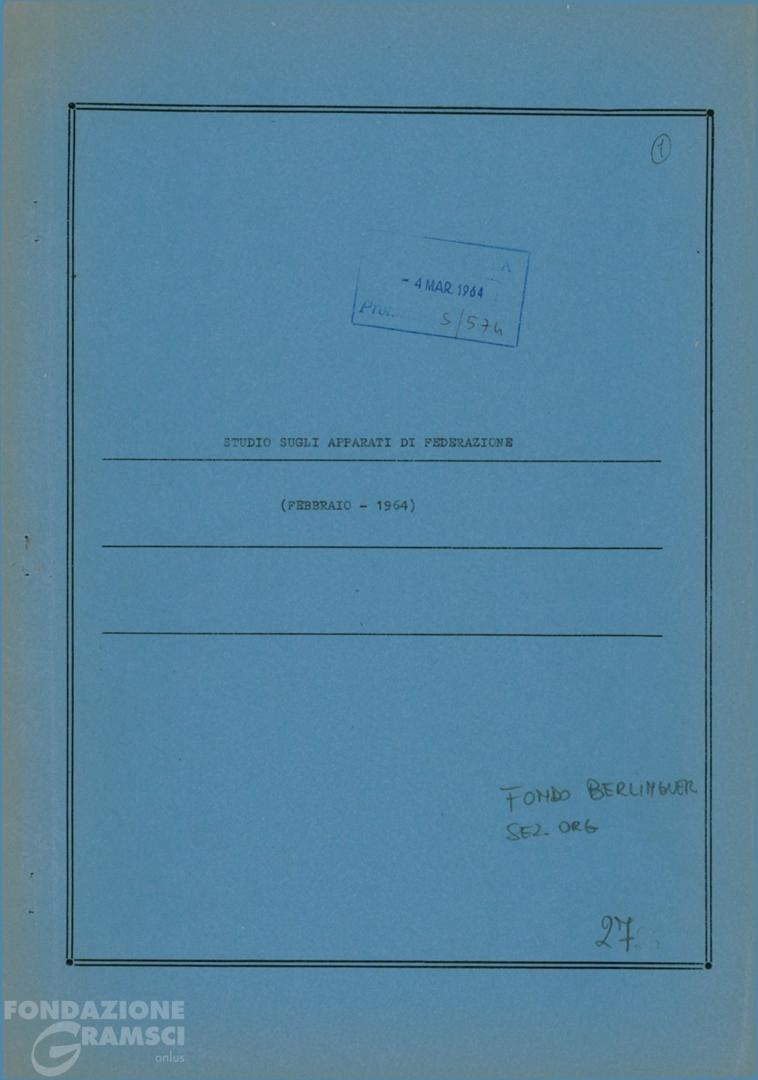 1
A
- 4 MAR. 1964
Prot. S/574
STUDIO SUGLI APPARATI DI FEDERAZIONE
(FEBBRAIO - 1964)
FONDO BERLINGUER
SEZ. ORG
27
FONDAZIONE
GRAMSCI
onlus